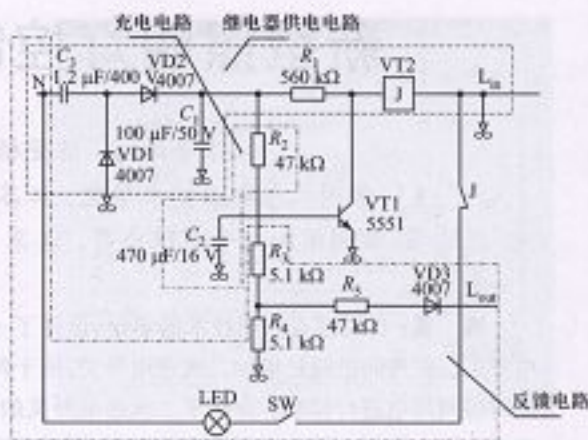 充电电路 继电器供电电路
C3 VD2 R1 VT2
N 1.2 μF/400 V 4007 560 kΩ J Lin
C1
100 μF/50 V R2
VD1 47 kΩ J
4007
VT1
C2 5551
470 μF/16 V R3 VD3
5.1 kΩ R5 4007 Lout
R4 47 kΩ
5.1 kΩ
LED SW 反馈电路